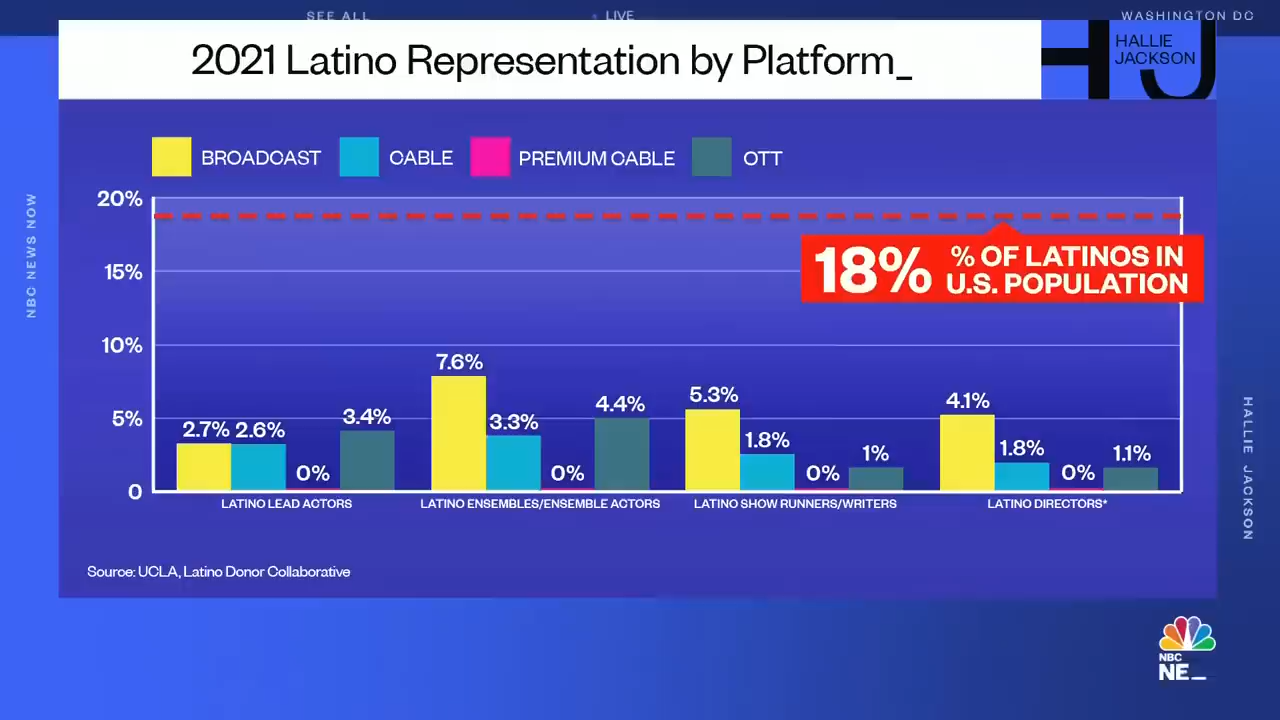 SEE ALL
LIVE
WASHINGTON DC
2021 Latino Representation by Platform_
HALLIE
JACKSON
HJ
BROADCAST
CABLE
PREMIUM CABLE
OTT
20%
15%
10%
5%
0
18%
% OF LATINOS IN
U.S. POPULATION
2.7% 2.6% 0% 3.4%
7.6% 3.3% 0% 4.4%
5.3% 1.8% 0% 1%
4.1% 1.8% 0% 1.1%
LATINO LEAD ACTORS
LATINO ENSEMBLES/ENSEMBLE ACTORS
LATINO SHOW RUNNERS/WRITERS
LATINO DIRECTORS*
Source: UCLA, Latino Donor Collaborative
NBC NEWS NOW
HALLIE JACKSON
NBC
NE_